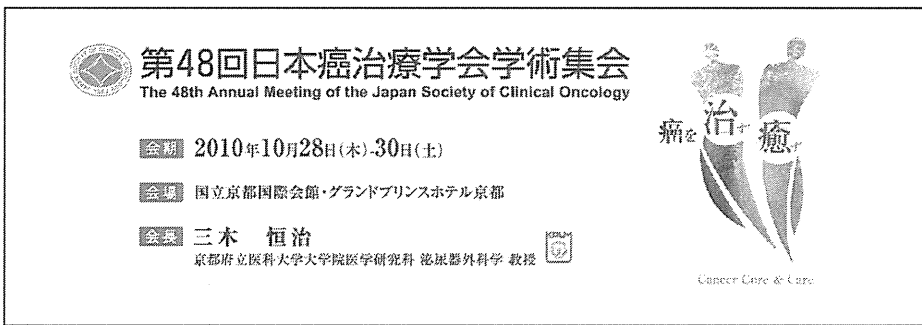 第48回日本癌治療学会学術集会
The 48th Annual Meeting of the Japan Society of Clinical Oncology
会期 2010年10月28日(木)-30日(土)
会場 国立京都国際会館・グランドプリンスホテル京都
会長 三木 恒治
京都府立医科大学大学院医学研究科 泌尿器外科学 教授
癌を治す癒す
Cancer Core & Care